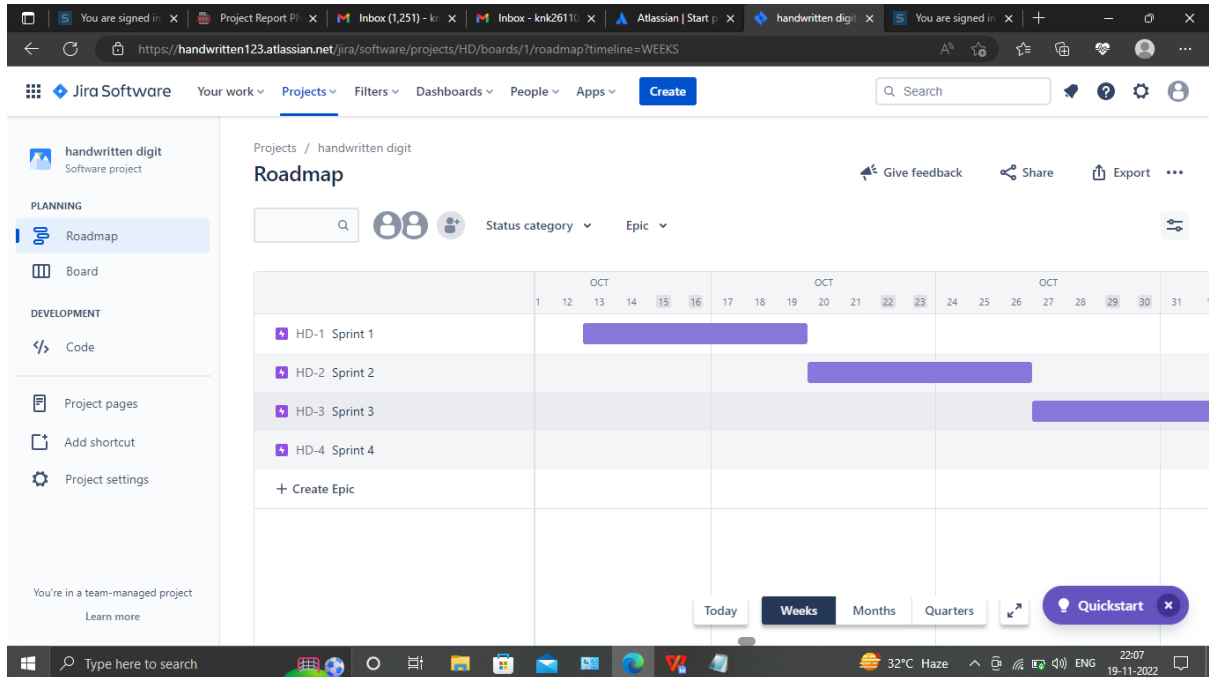 You are signed in
Project Report
Inbox (1,251) - kn
Inbox - knk26110
Atlassian | Start p
handwritten digit
You are signed in
https://handwritten123.atlassian.net/jira/software/projects/HD/boards/1/roadmap?timeline=WEEKS
Jira Software Your work Projects Filters Dashboards People Apps Create Search
handwritten digit
Software project
PLANNING
Roadmap
Board
DEVELOPMENT
Code
Project pages
Add shortcut
Project settings
You're in a team-managed project
Learn more
Projects / handwritten digit
Roadmap
Give feedback Share Export
Status category Epic
OCT OCT OCT
12 13 14 15 16 17 18 19 20 21 22 23 24 25 26 27 28 29 30 31
HD-1 Sprint 1
HD-2 Sprint 2
HD-3 Sprint 3
HD-4 Sprint 4
+ Create Epic
Today Weeks Months Quarters Quickstart
Type here to search
32°C Haze ENG
22:07
19-11-2022